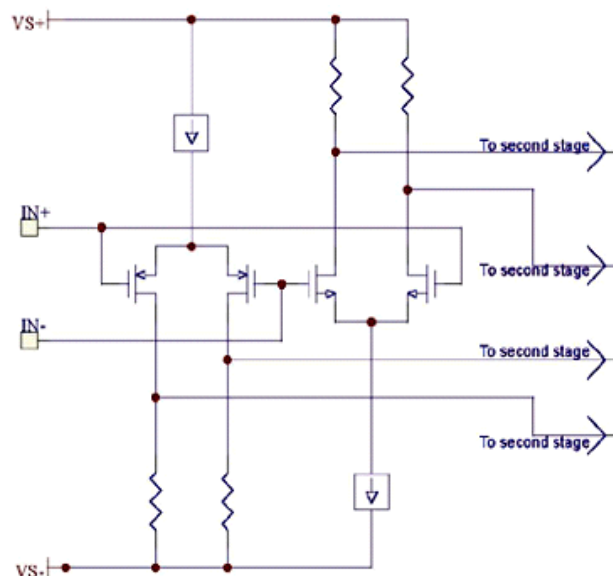 VS+
To second stage
IN+
To second stage
IN-
To second stage
To second stage
VS-